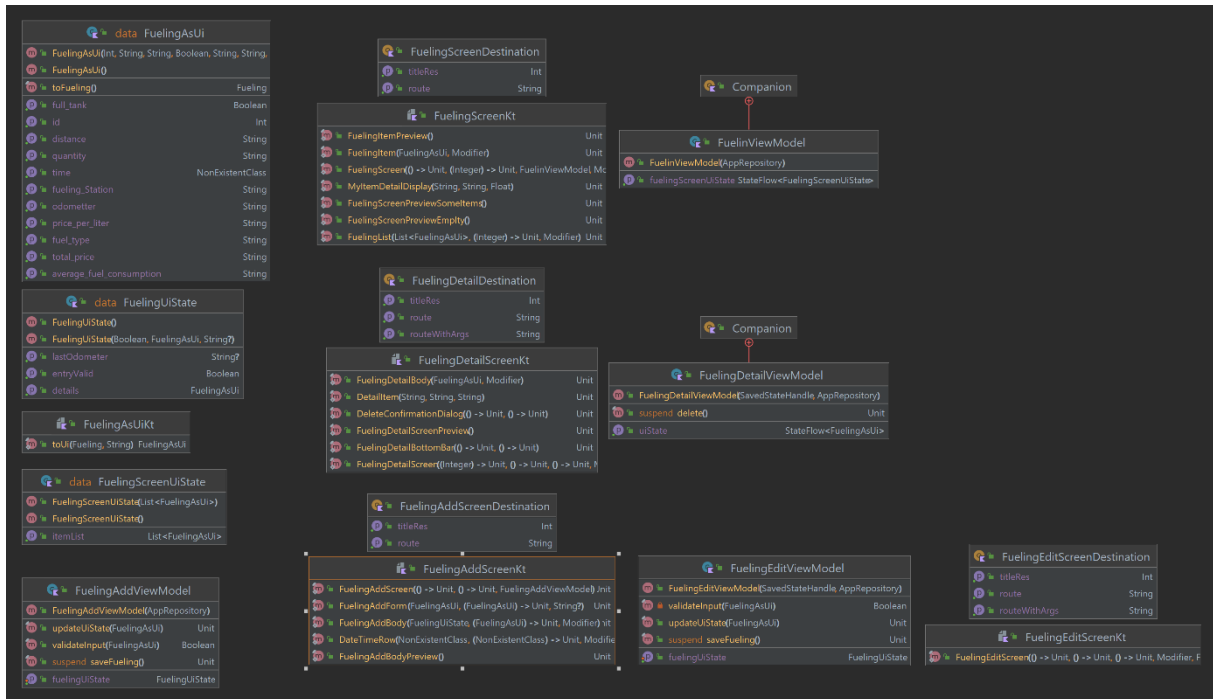 data FuelingAsUi
FuelingAsUi(Int, String, String, Boolean, String, String,
FuelingAsUi()
toFueling() Fueling
full_tank Boolean
id Int
distance String
quantity String
time NonExistentClass
fueling_Station String
odometter String
price_per_liter String
fuel_type String
total_price String
average_fuel_consumption String
data FuelingUiState
FuelingUiState()
FuelingUiState(Boolean, FuelingAsUi, String?)
lastOdometer String?
entryValid Boolean
details FuelingAsUi
FuelingAsUiKt
toUi(Fueling, String) FuelingAsUi
data FuelingScreenUiState
FuelingScreenUiState(List<FuelingAsUi>)
FuelingScreenUiState()
itemList List<FuelingAsUi>
FuelingAddViewModel
FuelingAddViewModel(AppRepository)
updateUiState(FuelingAsUi) Unit
validateInput(FuelingAsUi) Boolean
suspend saveFueling() Unit
fuelingUiState FuelingUiState
FuelingScreenDestination
titleRes Int
route String
FuelingScreenKt
FuelingItemPreview() Unit
FuelingItem(FuelingAsUi, Modifier) Unit
FuelingScreen(() -> Unit, (Integer) -> Unit, FuelinViewModel, Mc
MyItemDetailDisplay(String, String, Float) Unit
FuelingScreenPreviewSomeItems() Unit
FuelingScreenPreviewEmplty() Unit
FuelingList(List<FuelingAsUi>, (Integer) -> Unit, Modifier) Unit
FuelingDetailDestination
titleRes Int
route String
routeWithArgs String
FuelingDetailScreenKt
FuelingDetailBody(FuelingAsUi, Modifier) Unit
DetailItem(String, String, String) Unit
DeleteConfirmationDialog(() -> Unit, () -> Unit) Unit
FuelingDetailScreenPreview() Unit
FuelingDetailBottomBar(() -> Unit, () -> Unit) Unit
FuelingDetailScreen((Integer) -> Unit, () -> Unit, () -> Unit, M
FuelingAddScreenDestination
titleRes Int
route String
FuelingAddScreenKt
FuelingAddScreen(() -> Unit, () -> Unit, FuelingAddViewModel) Unit
FuelingAddForm(FuelingAsUi, (FuelingAsUi) -> Unit, String?) Unit
FuelingAddBody(FuelingUiState, (FuelingAsUi) -> Unit, Modifier) nit
DateTimeRow(NonExistentClass, (NonExistentClass) -> Unit, Modifie
FuelingAddBodyPreview() Unit
Companion
FuelinViewModel
FuelinViewModel(AppRepository)
fuelingScreenUiState StateFlow<FuelingScreenUiState>
Companion
FuelingDetailViewModel
FuelingDetailViewModel(SavedStateHandle, AppRepository)
suspend delete() Unit
uiState StateFlow<FuelingAsUi>
FuelingEditViewModel
FuelingEditViewModel(SavedStateHandle, AppRepository)
validateInput(FuelingAsUi) Boolean
updateUiState(FuelingAsUi) Unit
suspend saveFueling() Unit
fuelingUiState FuelingUiState
FuelingEditScreenDestination
titleRes Int
route String
routeWithArgs String
FuelingEditScreenKt
FuelingEditScreen(() -> Unit, () -> Unit, () -> Unit, Modifier, F